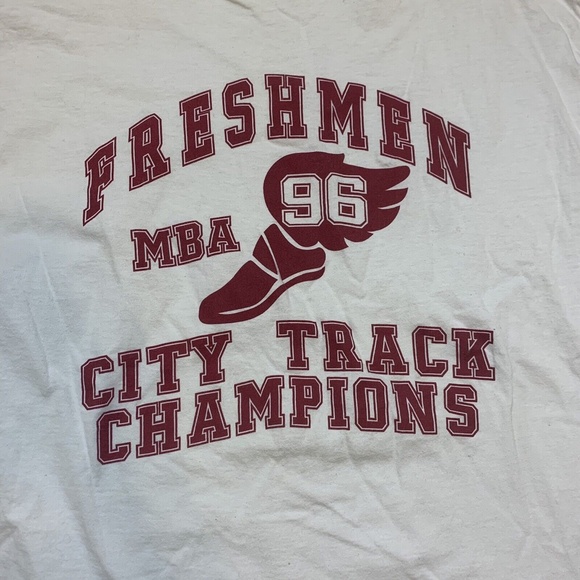 FRESHMEN
96
MBA
CITY TRACK
CHAMPIONS